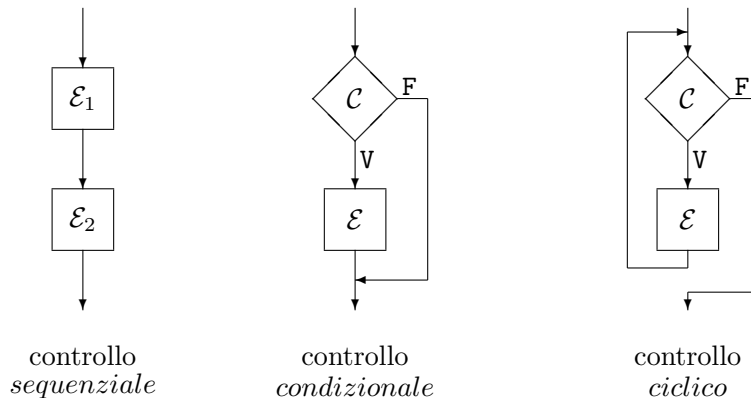 ℰ₁
ℰ₂
controllo
sequenziale
𝒞
F
V
ℰ
controllo
condizionale
𝒞
F
V
ℰ
controllo
ciclico